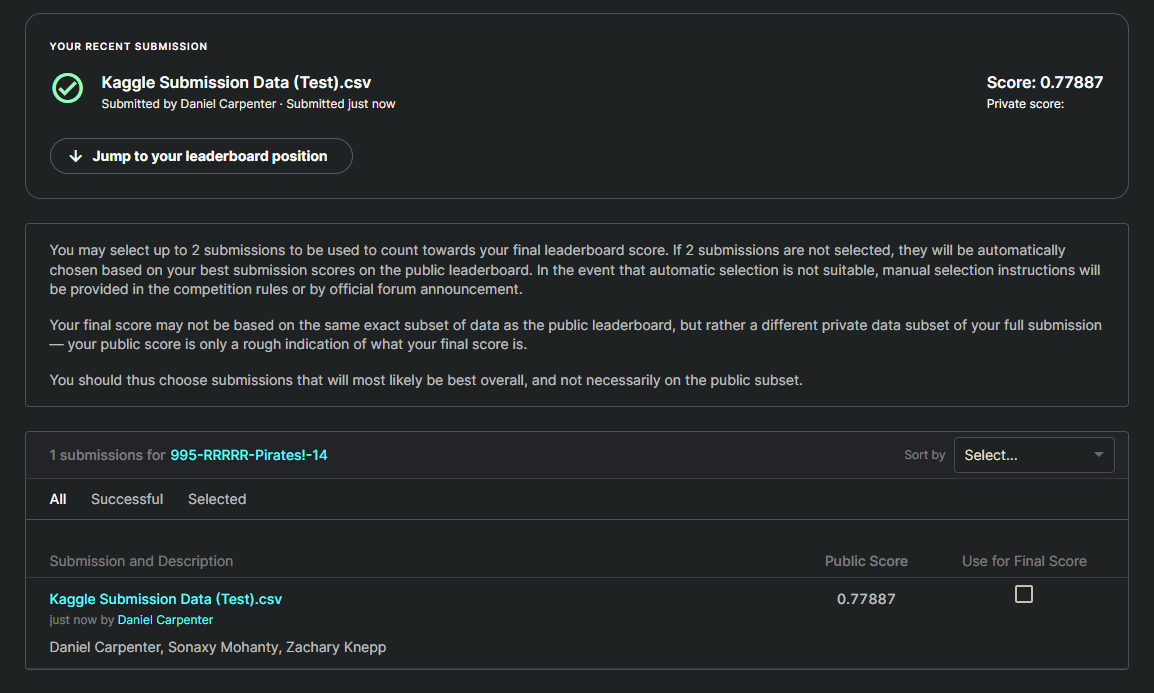 YOUR RECENT SUBMISSION
Kaggle Submission Data (Test).csv
Submitted by Daniel Carpenter · Submitted just now
Score: 0.77887
Private score:
Jump to your leaderboard position
You may select up to 2 submissions to be used to count towards your final leaderboard score. If 2 submissions are not selected, they will be automatically
chosen based on your best submission scores on the public leaderboard. In the event that automatic selection is not suitable, manual selection instructions will
be provided in the competition rules or by official forum announcement.
Your final score may not be based on the same exact subset of data as the public leaderboard, but rather a different private data subset of your full submission
— your public score is only a rough indication of what your final score is.
You should thus choose submissions that will most likely be best overall, and not necessarily on the public subset.
1 submissions for 995-RRRRR-Pirates!-14
Sort by
Select...
All Successful Selected
Submission and Description Public Score Use for Final Score
Kaggle Submission Data (Test).csv 0.77887
just now by Daniel Carpenter
Daniel Carpenter, Sonaxy Mohanty, Zachary Knepp